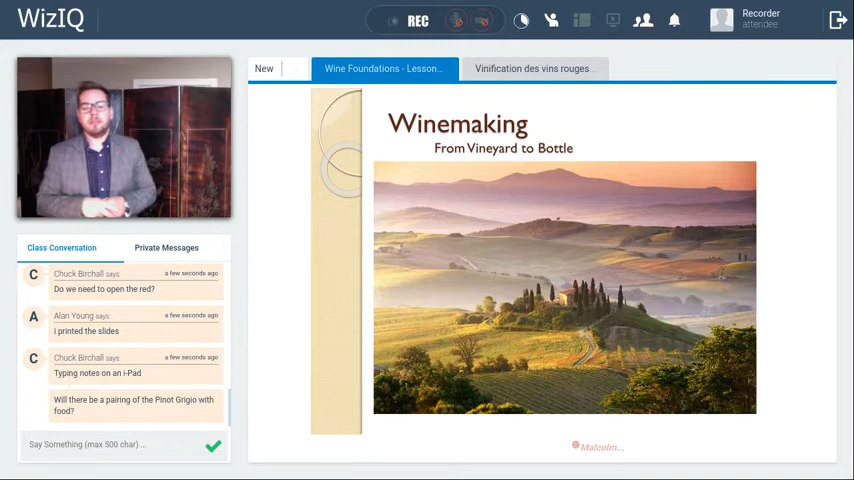 WizIQ
REC
Recorder
attendee
New
Wine Foundations - Lesson...
Vinification des vins rouges...
Winemaking
From Vineyard to Bottle
Class Conversation
Private Messages
C
Chuck Birchall says:
a few seconds ago
Do we need to open the red?
A
Alan Young says:
a few seconds ago
i printed the slides
C
Chuck Birchall says:
a few seconds ago
Typing notes on an i-Pad
Will there be a pairing of the Pinot Grigio with
food?
Say Something (max 500 char) ...
Malcolm...